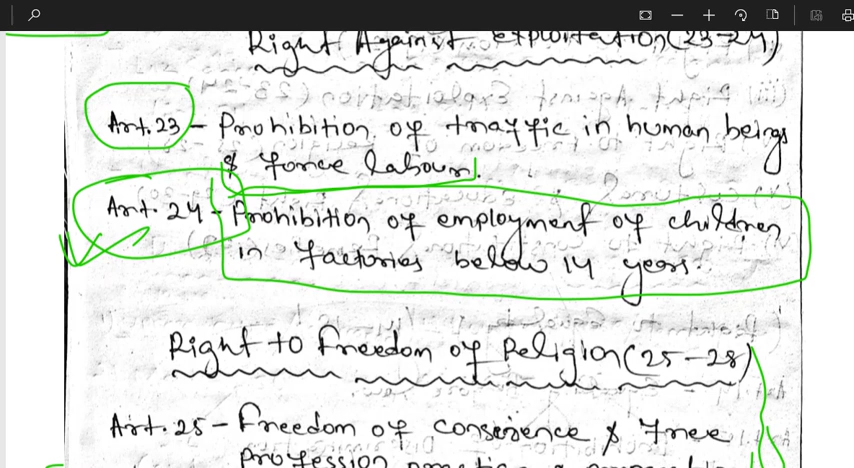 Right Against exploitation(23-24)
Art.23 - Prohibition of traffic in human beings
& force labour.
Art. 24 - Prohibition of employment of children
in factories below 14 years.
Right to freedom of Religion(25-28)
Art.25 - Freedom of conscience & free
profession